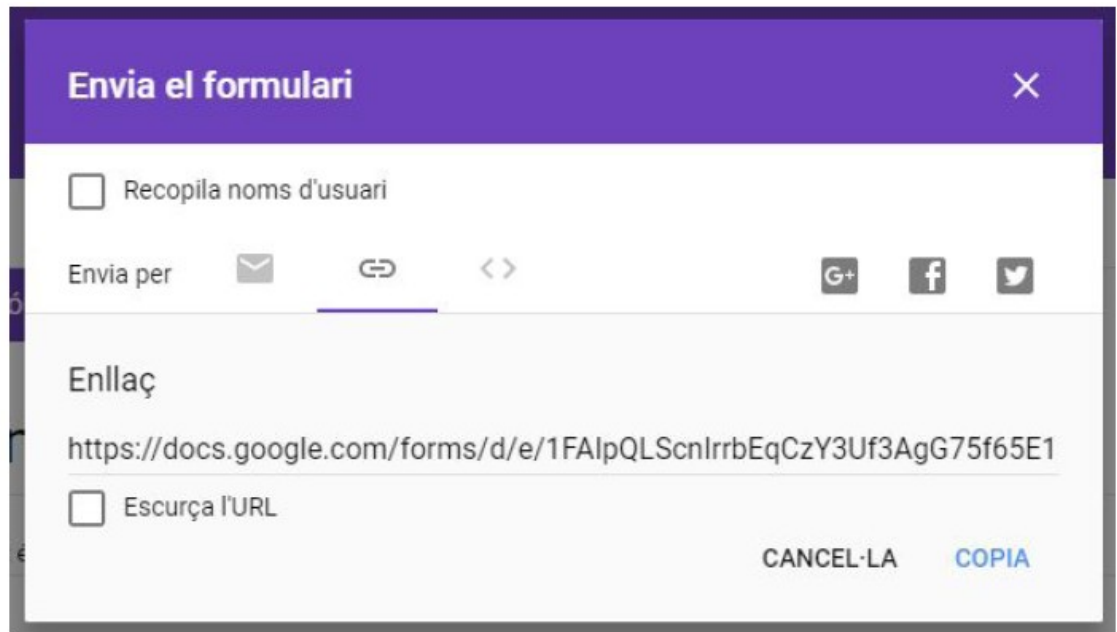 Envia el formulari
Recopila noms d'usuari
Envia per
G+
Enllaç
https://docs.google.com/forms/d/e/1FAIpQLScnIrrbEqCzY3Uf3AgG75f65E1
Escurça l'URL
CANCEL·LA COPIA